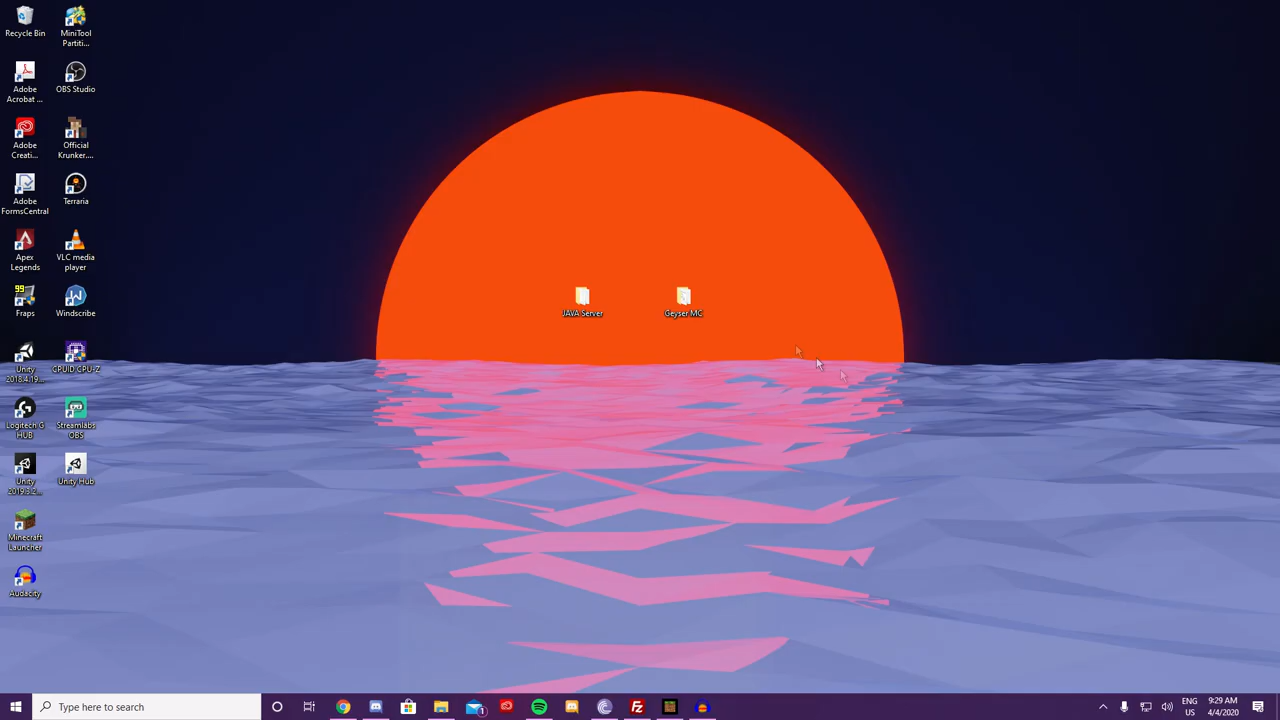 Recycle Bin
MiniTool
Partiti...
Adobe
Acrobat ...
OBS Studio
Adobe
Creati...
Official
Krunker....
Adobe
FormsCentral
Terraria
Apex
Legends
VLC media
player
99
Fraps
Windscribe
Unity
2018.4.19...
CPUID CPU-Z
Logitech G
HUB
Streamlabs
OBS
Unity
2019.3.2...
Unity Hub
Minecraft
Launcher
Audacity
JAVA Server
Geyser MC
Type here to search
1
ENG
US
9:29 AM
4/4/2020